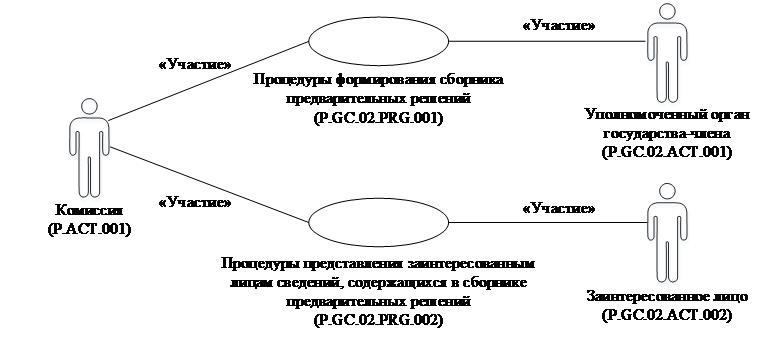 «Участие»
«Участие»
Процедуры формирования сборника
предварительных решений
(P.GC.02.PRG.001)
Уполномоченный орган
государства-члена
(P.GC.02.ACT.001)
Комиссия
(P.ACT.001)
«Участие»
«Участие»
Процедуры представления заинтересованным
лицам сведений, содержащихся в сборнике
предварительных решений
(P.GC.02.PRG.002)
Заинтересованное лицо
(P.GC.02.ACT.002)